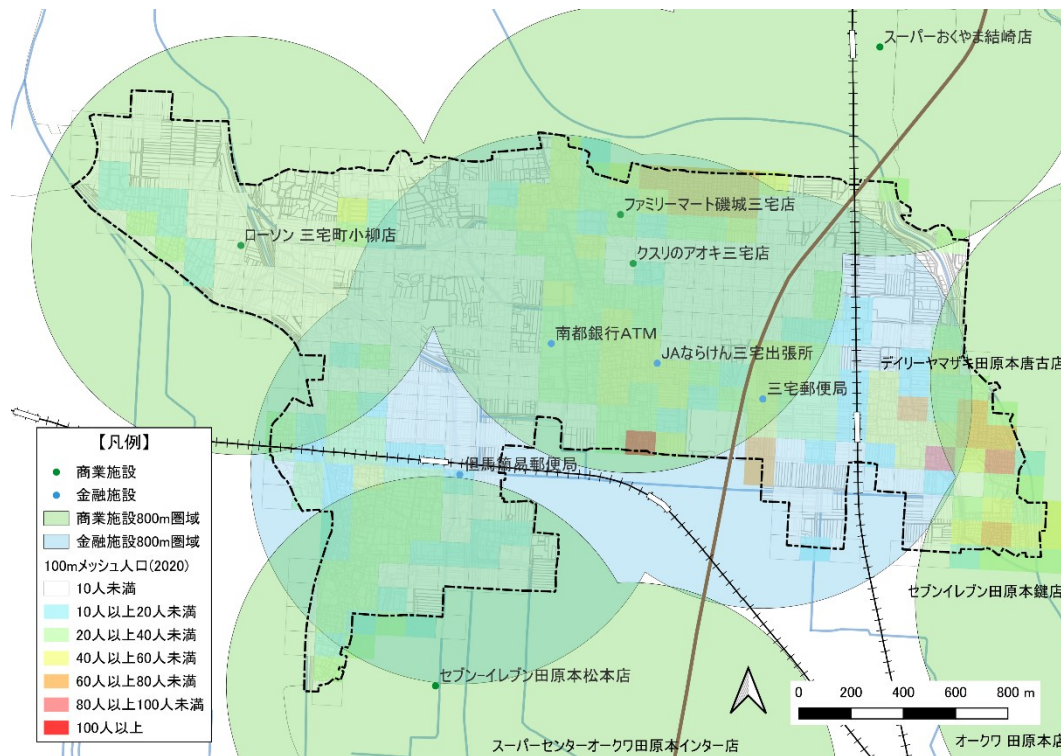 スーパーおくやま結崎店
ファミリーマート磯城三宅店
ローソン 三宅町小柳店
クスリのアオキ三宅店
南都銀行ATM
JAならけん三宅出張所
デイリーヤマザキ田原本唐古店
三宅郵便局
但馬簡易郵便局
セブンイレブン田原本鍵店
セブン-イレブン田原本松本店
スーパーセンターオークワ田原本インター店
オークワ 田原本店
【凡例】
商業施設
金融施設
商業施設800m圏域
金融施設800m圏域
100mメッシュ人口(2020)
10人未満
10人以上20人未満
20人以上40人未満
40人以上60人未満
60人以上80人未満
80人以上100人未満
100人以上
0 200 400 600 800 m